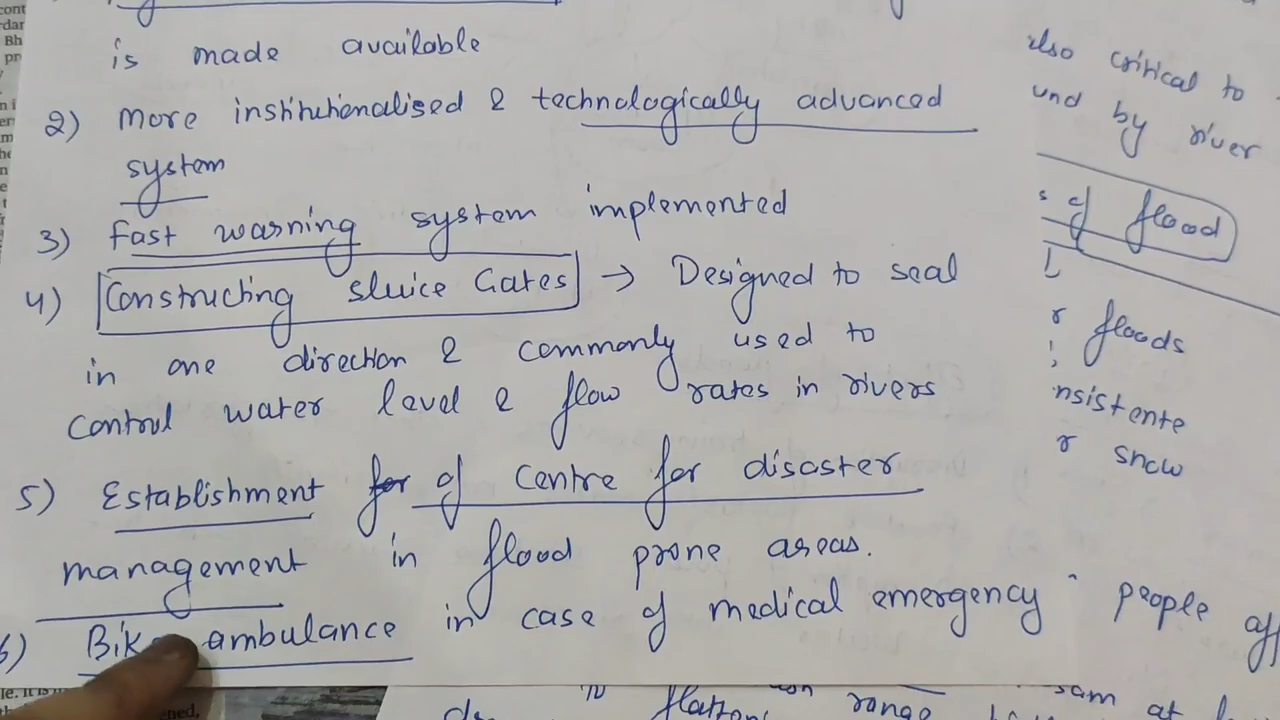 is made available
2) More institutionalised & technologically advanced
system
3) Fast warning system implemented
4) Constructing sluice Gates → Designed to seal
in one direction & commonly used to
control water level & flow rates in rivers
5) Establishment for of Centre for disaster
management in flood prone areas.
6) Bike ambulance in case of medical emergency people
also critical to
und by river
s of flood
r floods
nsistente
r snow